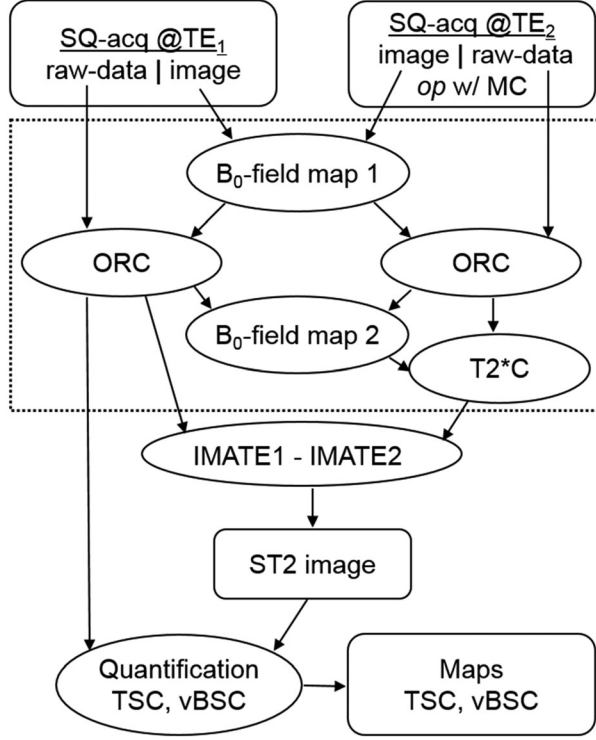 SQ-acq @TE₁
raw-data | image
SQ-acq @TE₂
image | raw-data
op w/ MC
B₀-field map 1
ORC
ORC
B₀-field map 2
T2*C
IMATE1 - IMATE2
ST2 image
Quantification
TSC, vBSC
Maps
TSC, vBSC